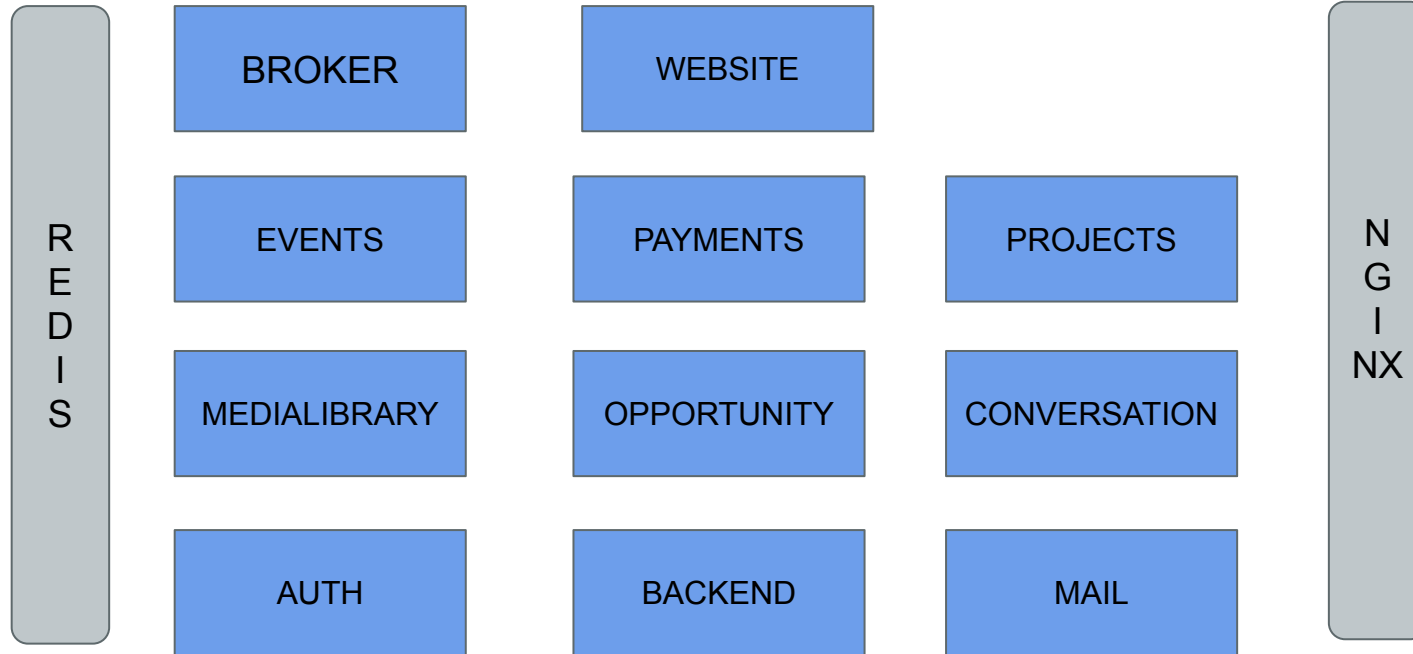 BROKER
WEBSITE
EVENTS
PAYMENTS
PROJECTS
R
E
D
I
S
N
G
I
NX
MEDIALIBRARY
OPPORTUNITY
CONVERSATION
AUTH
BACKEND
MAIL